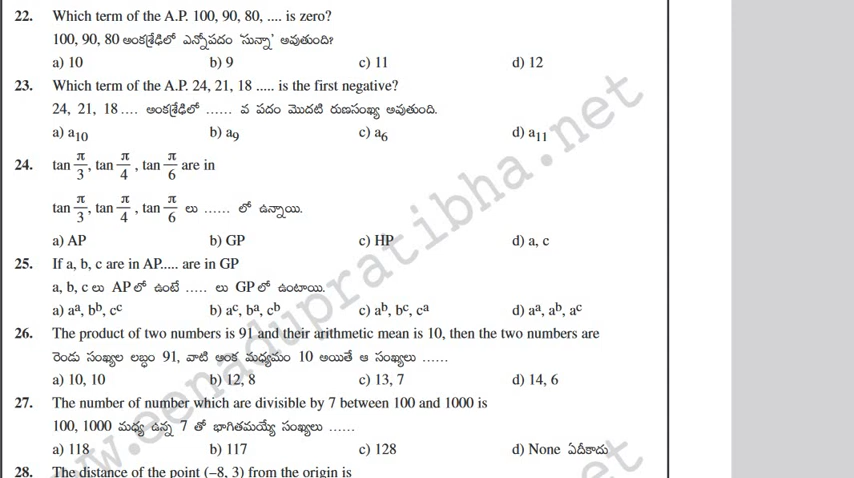 22. Which term of the A.P. 100, 90, 80, .... is zero?
100, 90, 80 అంకశ్రేఢిలో ఎన్నోపదం ‘సున్నా’ అవుతుంది?
a) 10 b) 9 c) 11 d) 12
23. Which term of the A.P. 24, 21, 18 ..... is the first negative?
24, 21, 18 .... అంకశ్రేఢిలో ...... వ పదం మొదటి రుణసంఖ్య అవుతుంది.
a) a₁₀ b) a₉ c) a₆ d) a₁₁
24. tan π/3, tan π/4, tan π/6 are in
tan π/3, tan π/4, tan π/6 లు ...... లో ఉన్నాయి.
a) AP b) GP c) HP d) a, c
25. If a, b, c are in AP..... are in GP
a, b, c లు AP లో ఉంటే ..... లు GP లో ఉంటాయి.
a) aᵃ, bᵇ, cᶜ b) aᶜ, bᵃ, cᵇ c) aᵇ, bᶜ, cᵃ d) aᵃ, aᵇ, aᶜ
26. The product of two numbers is 91 and their arithmetic mean is 10, then the two numbers are
రెండు సంఖ్యల లబ్ధం 91, వాటి అంక మధ్యమం 10 అయితే ఆ సంఖ్యలు ......
a) 10, 10 b) 12, 8 c) 13, 7 d) 14, 6
27. The number of number which are divisible by 7 between 100 and 1000 is
100, 1000 మధ్య ఉన్న 7 తో భాగితమయ్యే సంఖ్యలు ......
a) 118 b) 117 c) 128 d) None ఏదీకాదు
28. The distance of the point (–8, 3) from the origin is
www.eenadupratibha.net
et